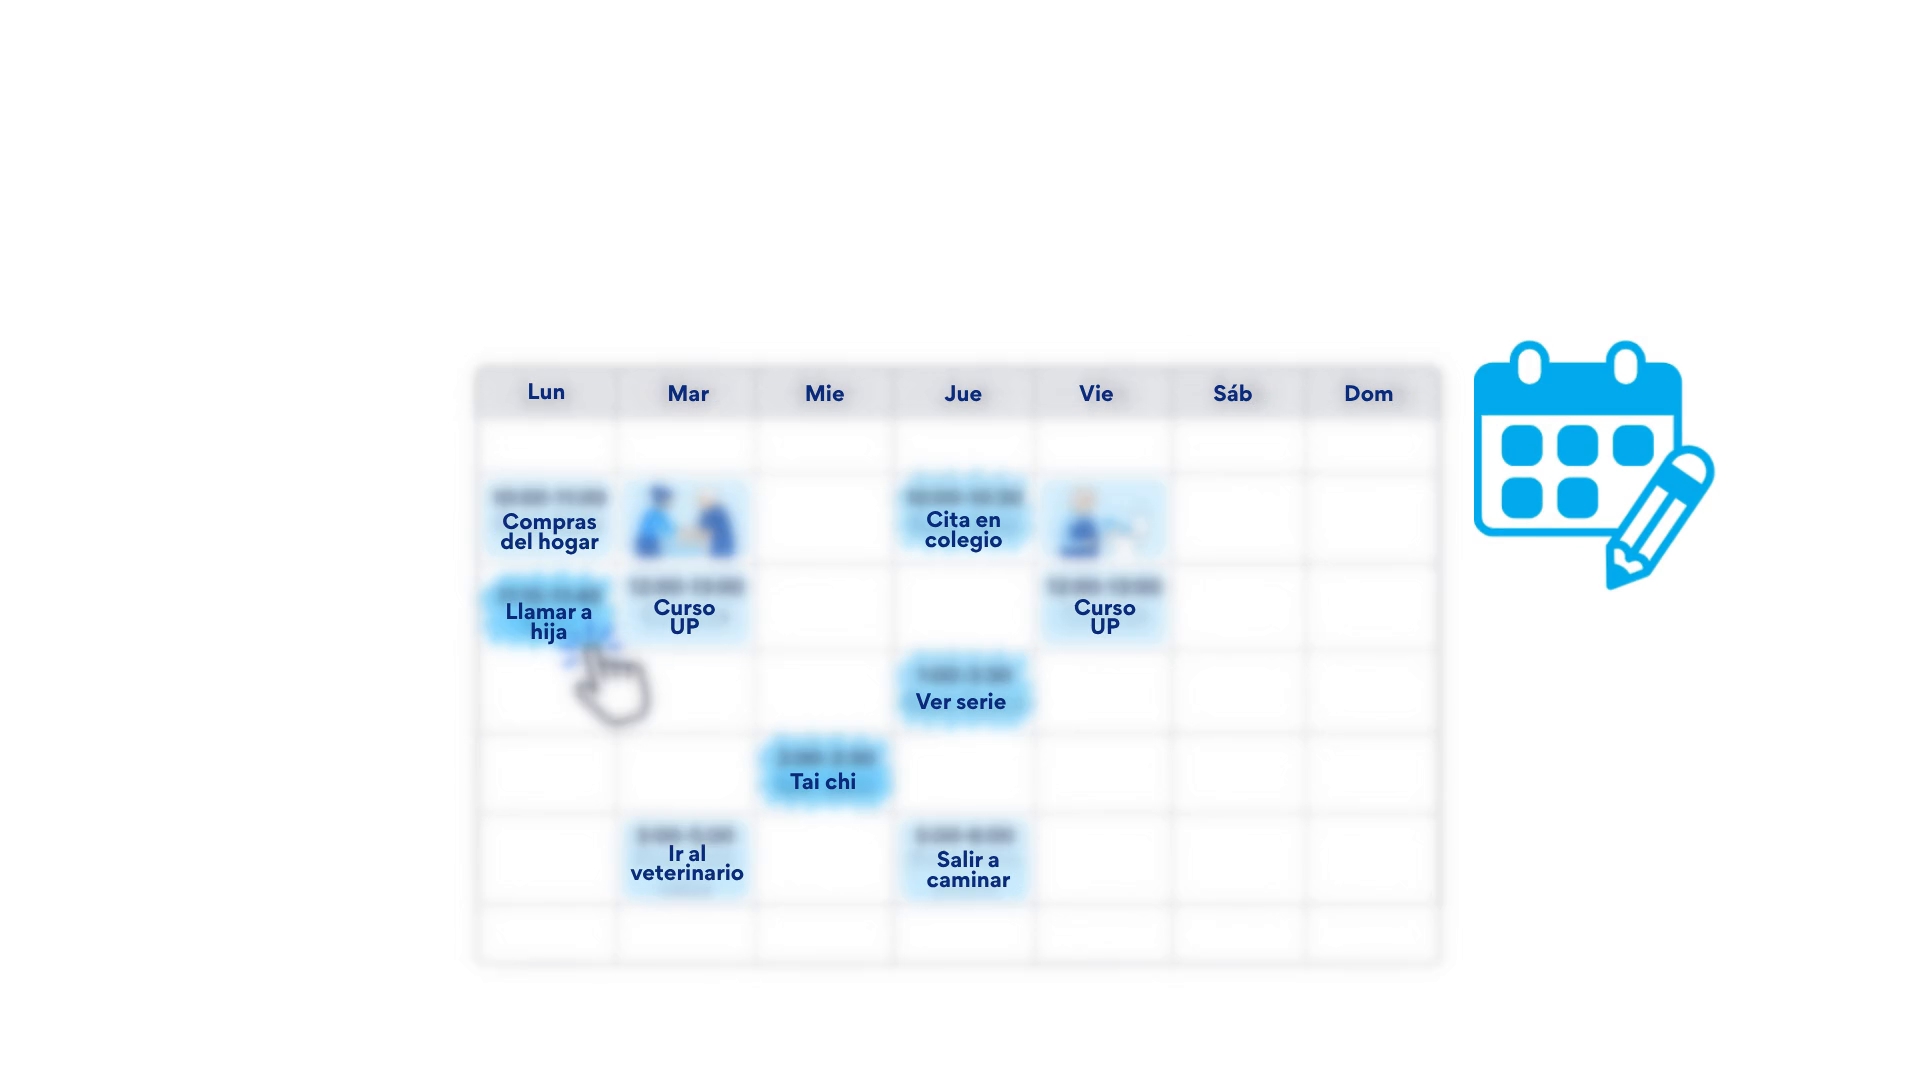 Lun Mar Mie Jue Vie Sáb Dom
Compras
del hogar
Cita en
colegio
Llamar a
hija
Curso
UP
Curso
UP
Ver serie
Tai chi
Ir al
veterinario
Salir a
caminar